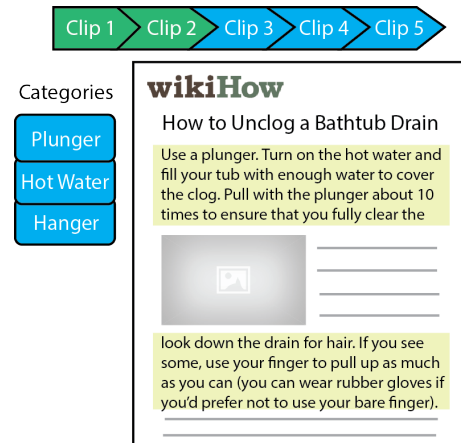 Clip 1 Clip 2 Clip 3 Clip 4 Clip 5
Categories
Plunger
Hot Water
Hanger
wikiHow
How to Unclog a Bathtub Drain
Use a plunger. Turn on the hot water and
fill your tub with enough water to cover
the clog. Pull with the plunger about 10
times to ensure that you fully clear the
look down the drain for hair. If you see
some, use your finger to pull up as much
as you can (you can wear rubber gloves if
you’d prefer not to use your bare finger).